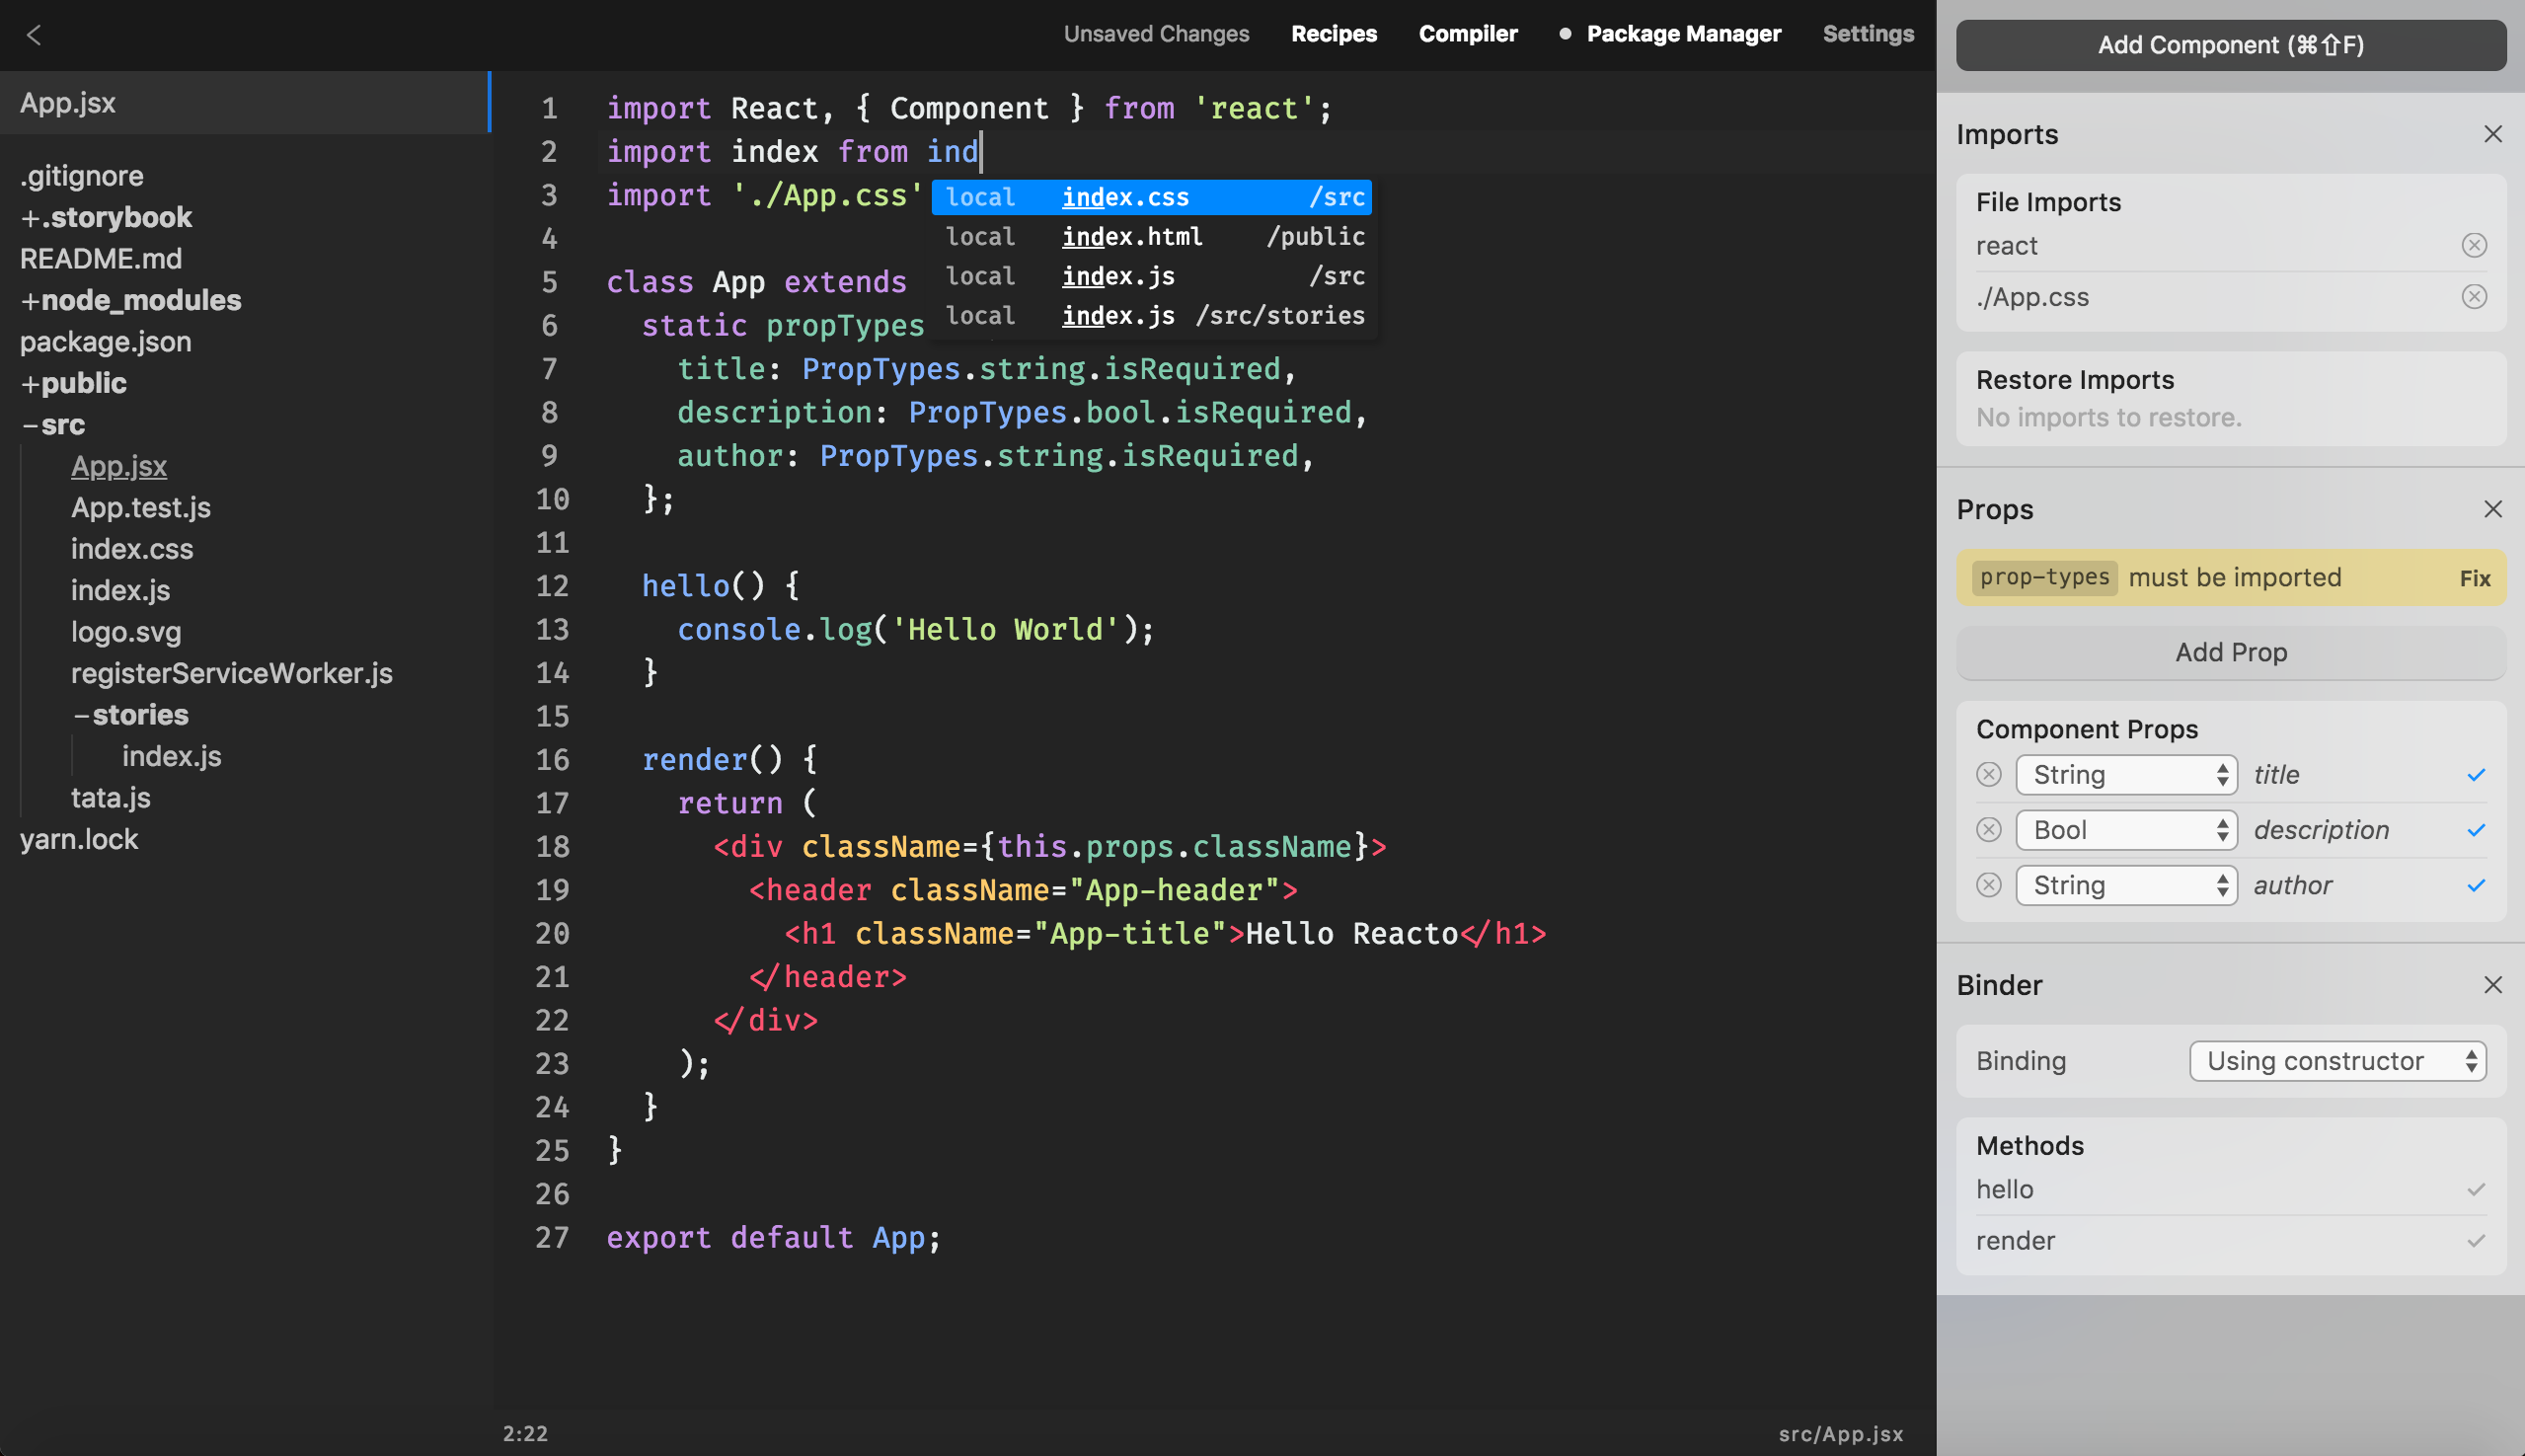 Unsaved Changes Recipes Compiler Package Manager Settings
App.jsx
.gitignore
+.storybook
README.md
+node_modules
package.json
+public
−src
App.jsx
App.test.js
index.css
index.js
logo.svg
registerServiceWorker.js
−stories
index.js
tata.js
yarn.lock
1 import React, { Component } from 'react';
2 import index from ind
3 import './App.css'
4
5 class App extends
6 static propTypes
7 title: PropTypes.string.isRequired,
8 description: PropTypes.bool.isRequired,
9 author: PropTypes.string.isRequired,
10 };
11
12 hello() {
13 console.log('Hello World');
14 }
15
16 render() {
17 return (
18 <div className={this.props.className}>
19 <header className="App-header">
20 <h1 className="App-title">Hello Reacto</h1>
21 </header>
22 </div>
23 );
24 }
25 }
26
27 export default App;
local index.css /src
local index.html /public
local index.js /src
local index.js /src/stories
2:22 src/App.jsx
Add Component (⌘⇧F)
Imports
File Imports
react
./App.css
Restore Imports
No imports to restore.
Props
prop-types must be imported Fix
Add Prop
Component Props
String title
Bool description
String author
Binder
Binding Using constructor
Methods
hello
render